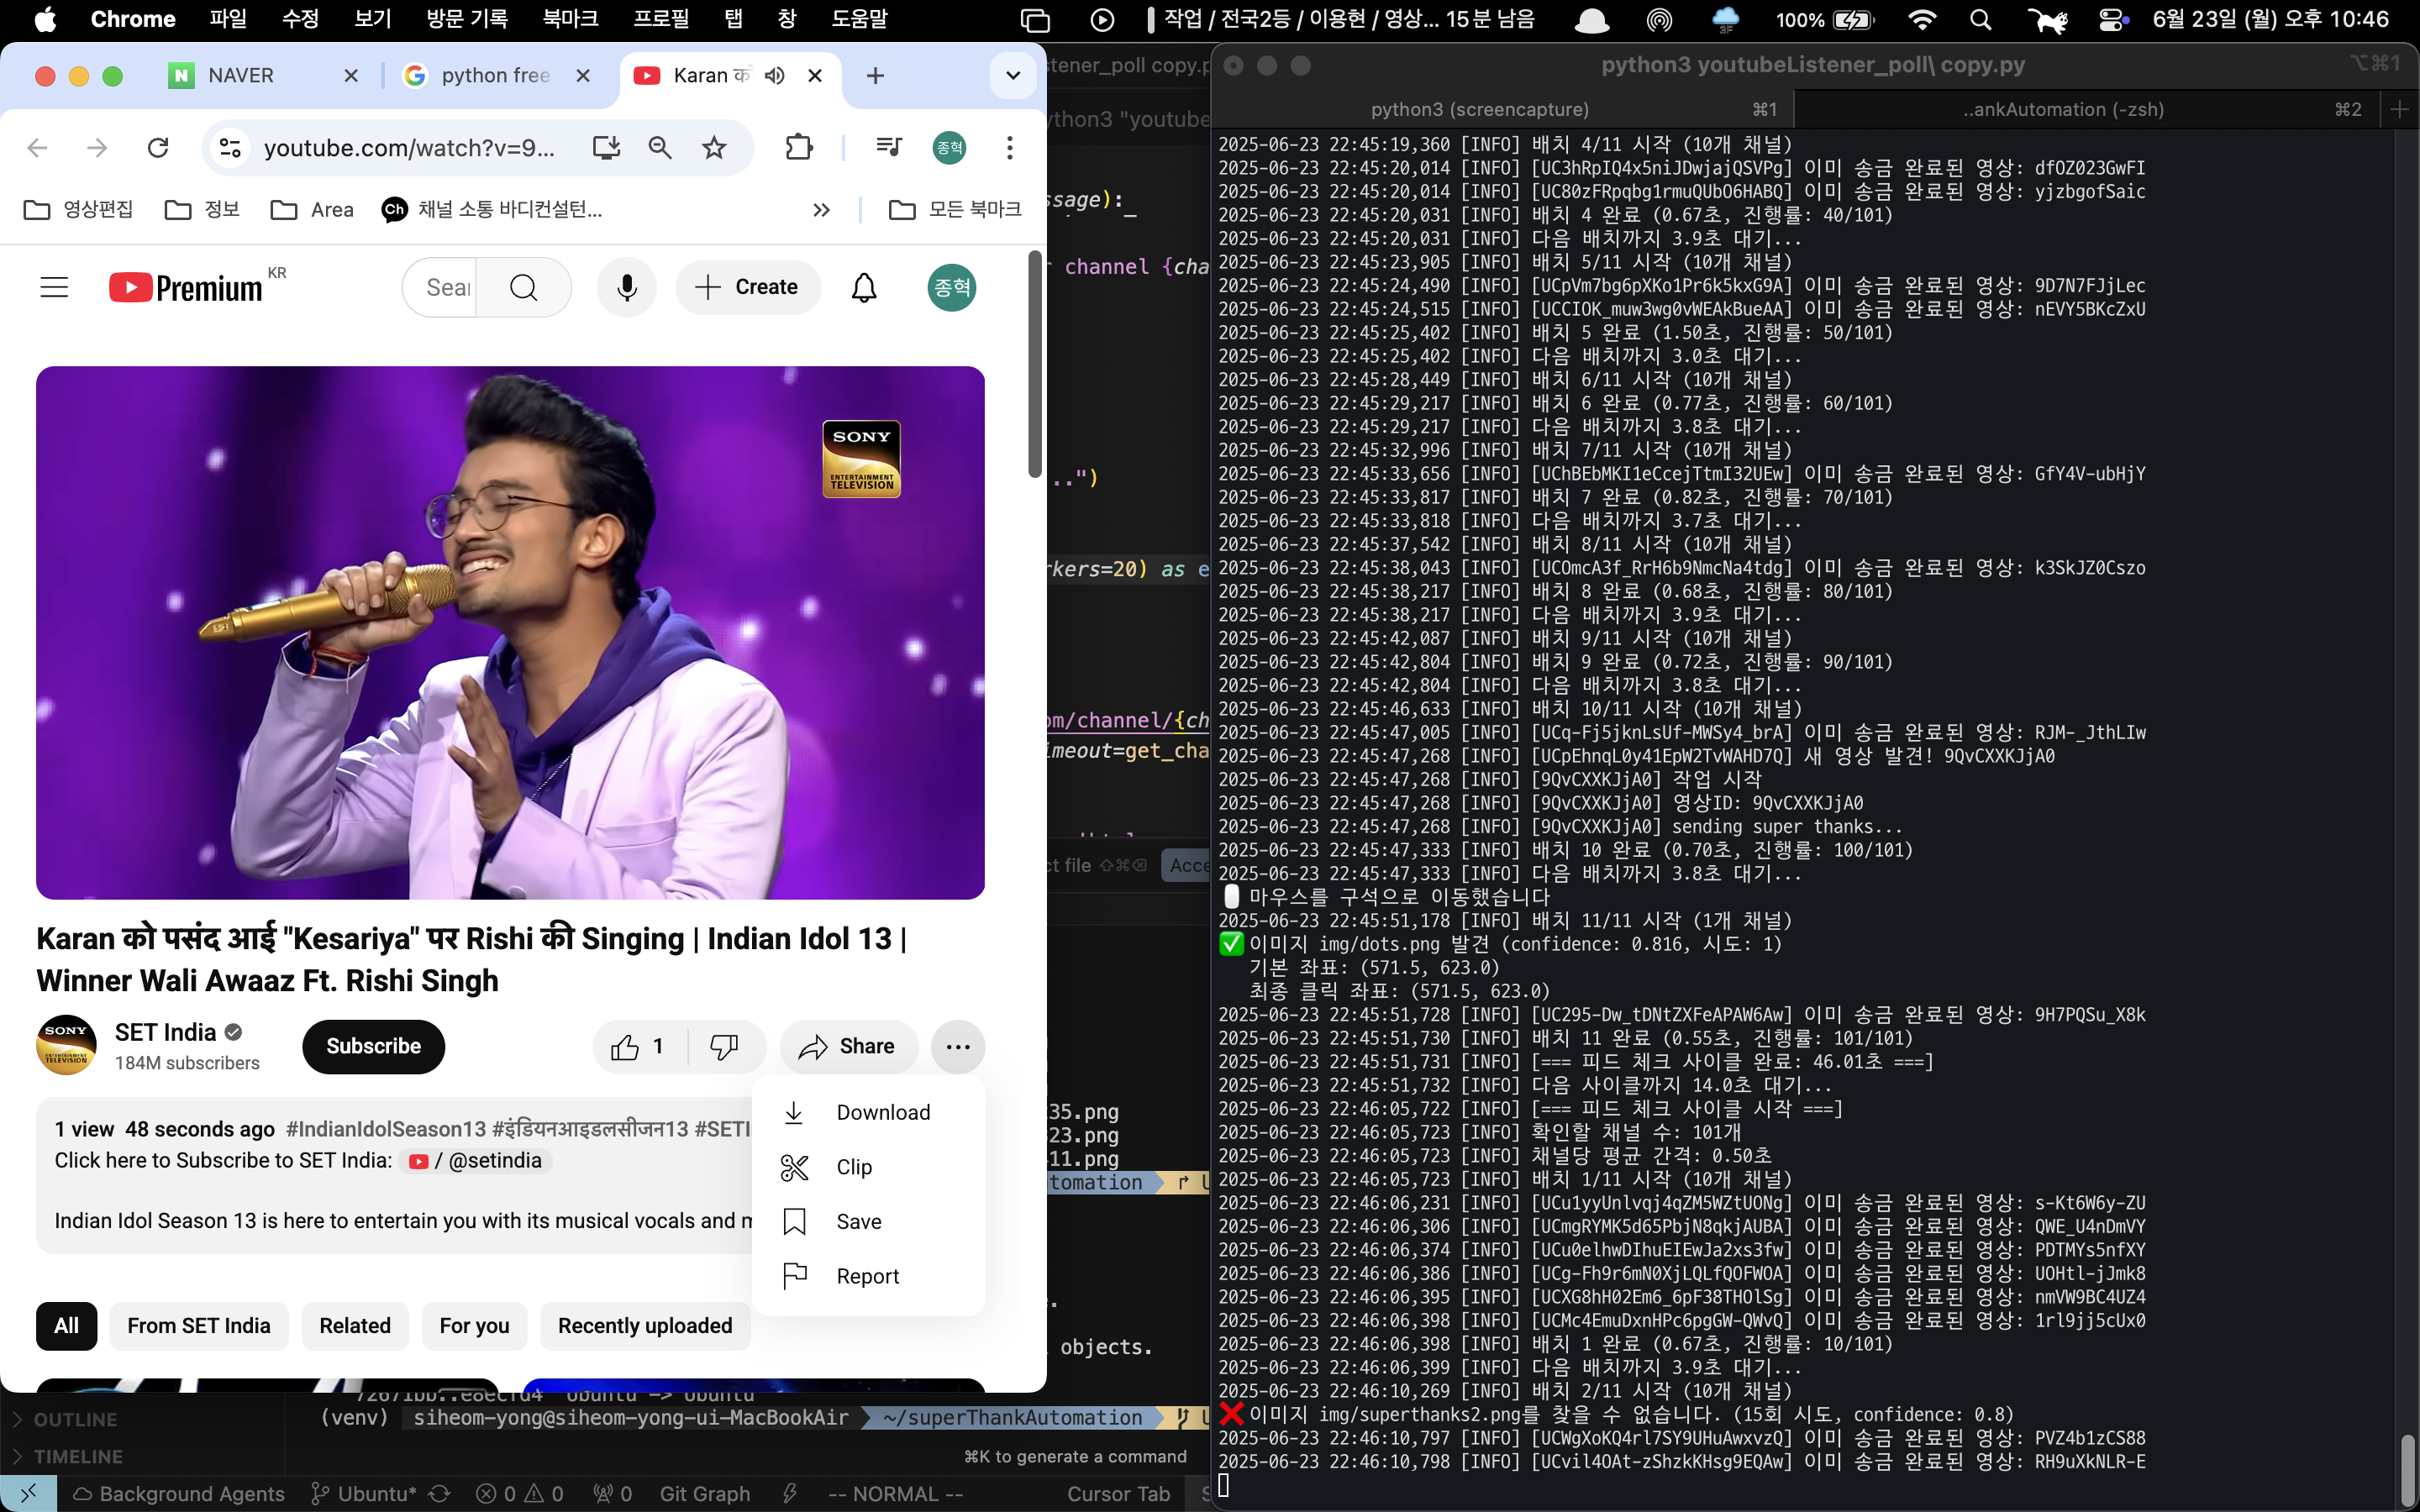 Chrome 파일 수정 보기 방문 기록 북마크 프로필 탭 창 도움말 작업 / 전국2등 / 이용현 / 영상... 15분 남음 3F 100% 6월 23일 (월) 오후 10:46
N NAVER G python free Karan क
youtube.com/watch?v=9... 종혁
영상편집 정보 Area Ch 채널 소통 바디컨설턴... 모든 북마크
Premium KR Sear Create 종혁
SONY
ENTERTAINMENT
TELEVISION
Karan को पसंद आई "Kesariya" पर Rishi की Singing | Indian Idol 13 |
Winner Wali Awaaz Ft. Rishi Singh
SONY
ENTERTAINMENT
TELEVISION
SET India
184M subscribers
Subscribe 1 Share ...
Download
Clip
Save
Report
1 view 48 seconds ago #IndianIdolSeason13 #इंडियनआइडलसीजन13 #SETI
Click here to Subscribe to SET India: / @setindia
Indian Idol Season 13 is here to entertain you with its musical vocals and m
All From SET India Related For you Recently uploaded
stener_poll copy.p
ython3 "youtube
ssage):_
r channel {cha
..")
rkers=20) as e
om/channel/{ch
imeout=get_cha
ct file ⇧⌘⌫ Acce
35.png
23.png
11.png
tomation
e.
objects.
(venv) siheom-yong@siheom-yong-ui-MacBookAir ~/superThankAutomation
⌘K to generate a command
OUTLINE
TIMELINE
Background Agents Ubuntu* 0 0 0 Git Graph -- NORMAL -- Cursor Tab
python3 youtubeListener_poll\ copy.py ⌥⌘1
python3 (screencapture) ⌘1 ..ankAutomation (-zsh) ⌘2
2025-06-23 22:45:19,360 [INFO] 배치 4/11 시작 (10개 채널)
2025-06-23 22:45:20,014 [INFO] [UC3hRpIQ4x5niJDwjajQSVPg] 이미 송금 완료된 영상: dfOZ023GwFI
2025-06-23 22:45:20,014 [INFO] [UC80zFRpqbg1rmuQUbO6HABQ] 이미 송금 완료된 영상: yjzbgofSaic
2025-06-23 22:45:20,031 [INFO] 배치 4 완료 (0.67초, 진행률: 40/101)
2025-06-23 22:45:20,031 [INFO] 다음 배치까지 3.9초 대기...
2025-06-23 22:45:23,905 [INFO] 배치 5/11 시작 (10개 채널)
2025-06-23 22:45:24,490 [INFO] [UCpVm7bg6pXKo1Pr6k5kxG9A] 이미 송금 완료된 영상: 9D7N7FJjLec
2025-06-23 22:45:24,515 [INFO] [UCCIOK_muw3wg0vWEAkBueAA] 이미 송금 완료된 영상: nEVY5BKcZxU
2025-06-23 22:45:25,402 [INFO] 배치 5 완료 (1.50초, 진행률: 50/101)
2025-06-23 22:45:25,402 [INFO] 다음 배치까지 3.0초 대기...
2025-06-23 22:45:28,449 [INFO] 배치 6/11 시작 (10개 채널)
2025-06-23 22:45:29,217 [INFO] 배치 6 완료 (0.77초, 진행률: 60/101)
2025-06-23 22:45:29,217 [INFO] 다음 배치까지 3.8초 대기...
2025-06-23 22:45:32,996 [INFO] 배치 7/11 시작 (10개 채널)
2025-06-23 22:45:33,656 [INFO] [UChBEbMKI1eCcejTtmI32UEw] 이미 송금 완료된 영상: GfY4V-ubHjY
2025-06-23 22:45:33,817 [INFO] 배치 7 완료 (0.82초, 진행률: 70/101)
2025-06-23 22:45:33,818 [INFO] 다음 배치까지 3.7초 대기...
2025-06-23 22:45:37,542 [INFO] 배치 8/11 시작 (10개 채널)
2025-06-23 22:45:38,043 [INFO] [UCOmcA3f_RrH6b9NmcNa4tdg] 이미 송금 완료된 영상: k3SkJZ0Cszo
2025-06-23 22:45:38,217 [INFO] 배치 8 완료 (0.68초, 진행률: 80/101)
2025-06-23 22:45:38,217 [INFO] 다음 배치까지 3.9초 대기...
2025-06-23 22:45:42,087 [INFO] 배치 9/11 시작 (10개 채널)
2025-06-23 22:45:42,804 [INFO] 배치 9 완료 (0.72초, 진행률: 90/101)
2025-06-23 22:45:42,804 [INFO] 다음 배치까지 3.8초 대기...
2025-06-23 22:45:46,633 [INFO] 배치 10/11 시작 (10개 채널)
2025-06-23 22:45:47,005 [INFO] [UCq-Fj5jknLsUf-MWSy4_brA] 이미 송금 완료된 영상: RJM-_JthLIw
2025-06-23 22:45:47,268 [INFO] [UCpEhnqL0y41EpW2TvWAHD7Q] 새 영상 발견! 9QvCXXKJjA0
2025-06-23 22:45:47,268 [INFO] [9QvCXXKJjA0] 작업 시작
2025-06-23 22:45:47,268 [INFO] [9QvCXXKJjA0] 영상ID: 9QvCXXKJjA0
2025-06-23 22:45:47,268 [INFO] [9QvCXXKJjA0] sending super thanks...
2025-06-23 22:45:47,333 [INFO] 배치 10 완료 (0.70초, 진행률: 100/101)
2025-06-23 22:45:47,333 [INFO] 다음 배치까지 3.8초 대기...
마우스를 구석으로 이동했습니다
2025-06-23 22:45:51,178 [INFO] 배치 11/11 시작 (1개 채널)
✅ 이미지 img/dots.png 발견 (confidence: 0.816, 시도: 1)
기본 좌표: (571.5, 623.0)
최종 클릭 좌표: (571.5, 623.0)
2025-06-23 22:45:51,728 [INFO] [UC295-Dw_tDNtZXFeAPAW6Aw] 이미 송금 완료된 영상: 9H7PQSu_X8k
2025-06-23 22:45:51,730 [INFO] 배치 11 완료 (0.55초, 진행률: 101/101)
2025-06-23 22:45:51,731 [INFO] [=== 피드 체크 사이클 완료: 46.01초 ===]
2025-06-23 22:45:51,732 [INFO] 다음 사이클까지 14.0초 대기...
2025-06-23 22:46:05,722 [INFO] [=== 피드 체크 사이클 시작 ===]
2025-06-23 22:46:05,723 [INFO] 확인할 채널 수: 101개
2025-06-23 22:46:05,723 [INFO] 채널당 평균 간격: 0.50초
2025-06-23 22:46:05,723 [INFO] 배치 1/11 시작 (10개 채널)
2025-06-23 22:46:06,231 [INFO] [UCu1yyUnlvqj4qZM5WZtUONg] 이미 송금 완료된 영상: s-Kt6W6y-ZU
2025-06-23 22:46:06,306 [INFO] [UCmgRYMK5d65PbjN8qkjAUBA] 이미 송금 완료된 영상: QWE_U4nDmVY
2025-06-23 22:46:06,374 [INFO] [UCu0elhwDIhuEIEwJa2xs3fw] 이미 송금 완료된 영상: PDTMYs5nfXY
2025-06-23 22:46:06,386 [INFO] [UCg-Fh9r6mN0XjLQLfQOFWOA] 이미 송금 완료된 영상: UOHtl-jJmk8
2025-06-23 22:46:06,395 [INFO] [UCXG8hH02Em6_6pF38THOlSg] 이미 송금 완료된 영상: nmVW9BC4UZ4
2025-06-23 22:46:06,398 [INFO] [UCMc4EmuDxnHPc6pgGW-QWvQ] 이미 송금 완료된 영상: 1rl9jj5cUx0
2025-06-23 22:46:06,398 [INFO] 배치 1 완료 (0.67초, 진행률: 10/101)
2025-06-23 22:46:06,399 [INFO] 다음 배치까지 3.9초 대기...
2025-06-23 22:46:10,269 [INFO] 배치 2/11 시작 (10개 채널)
❌ 이미지 img/superthanks2.png를 찾을 수 없습니다. (15회 시도, confidence: 0.8)
2025-06-23 22:46:10,797 [INFO] [UCWgXoKQ4rl7SY9UHuAwxvzQ] 이미 송금 완료된 영상: PVZ4b1zCS88
2025-06-23 22:46:10,798 [INFO] [UCvil4OAt-zShzkKHsg9EQAw] 이미 송금 완료된 영상: RH9uXkNLR-E